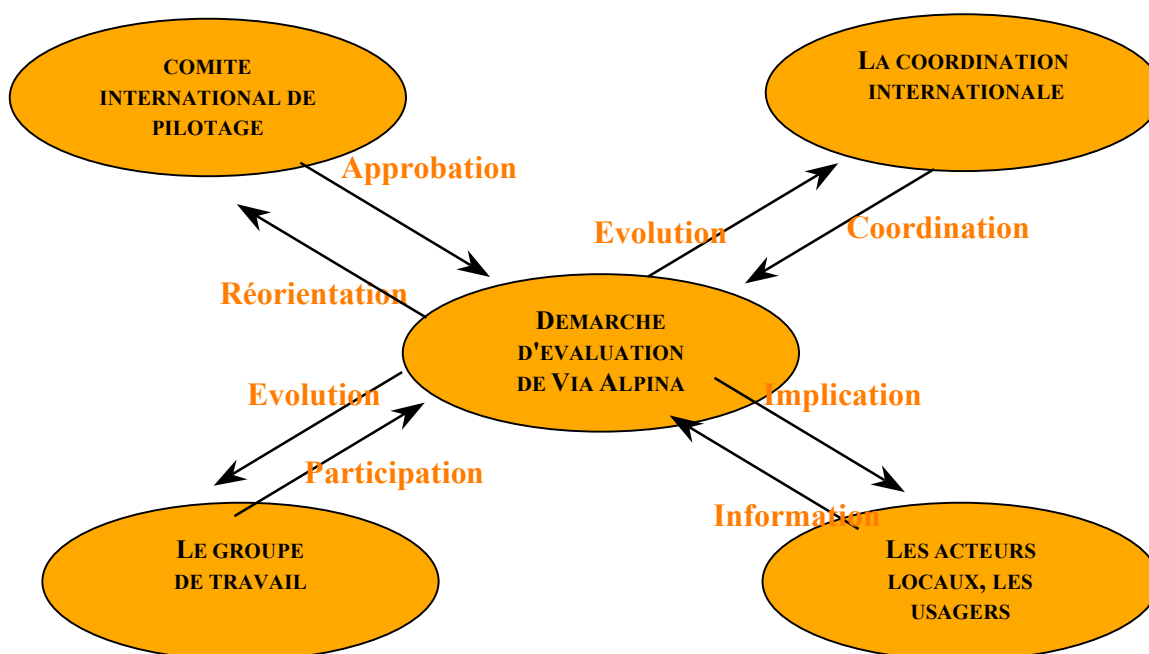 COMITE
INTERNATIONAL DE
PILOTAGE
LA COORDINATION
INTERNATIONALE
Approbation
Evolution
Coordination
Réorientation
DEMARCHE
D'EVALUATION
DE VIA ALPINA
Evolution
Implication
Participation
Information
LE GROUPE
DE TRAVAIL
LES ACTEURS
LOCAUX, LES
USAGERS